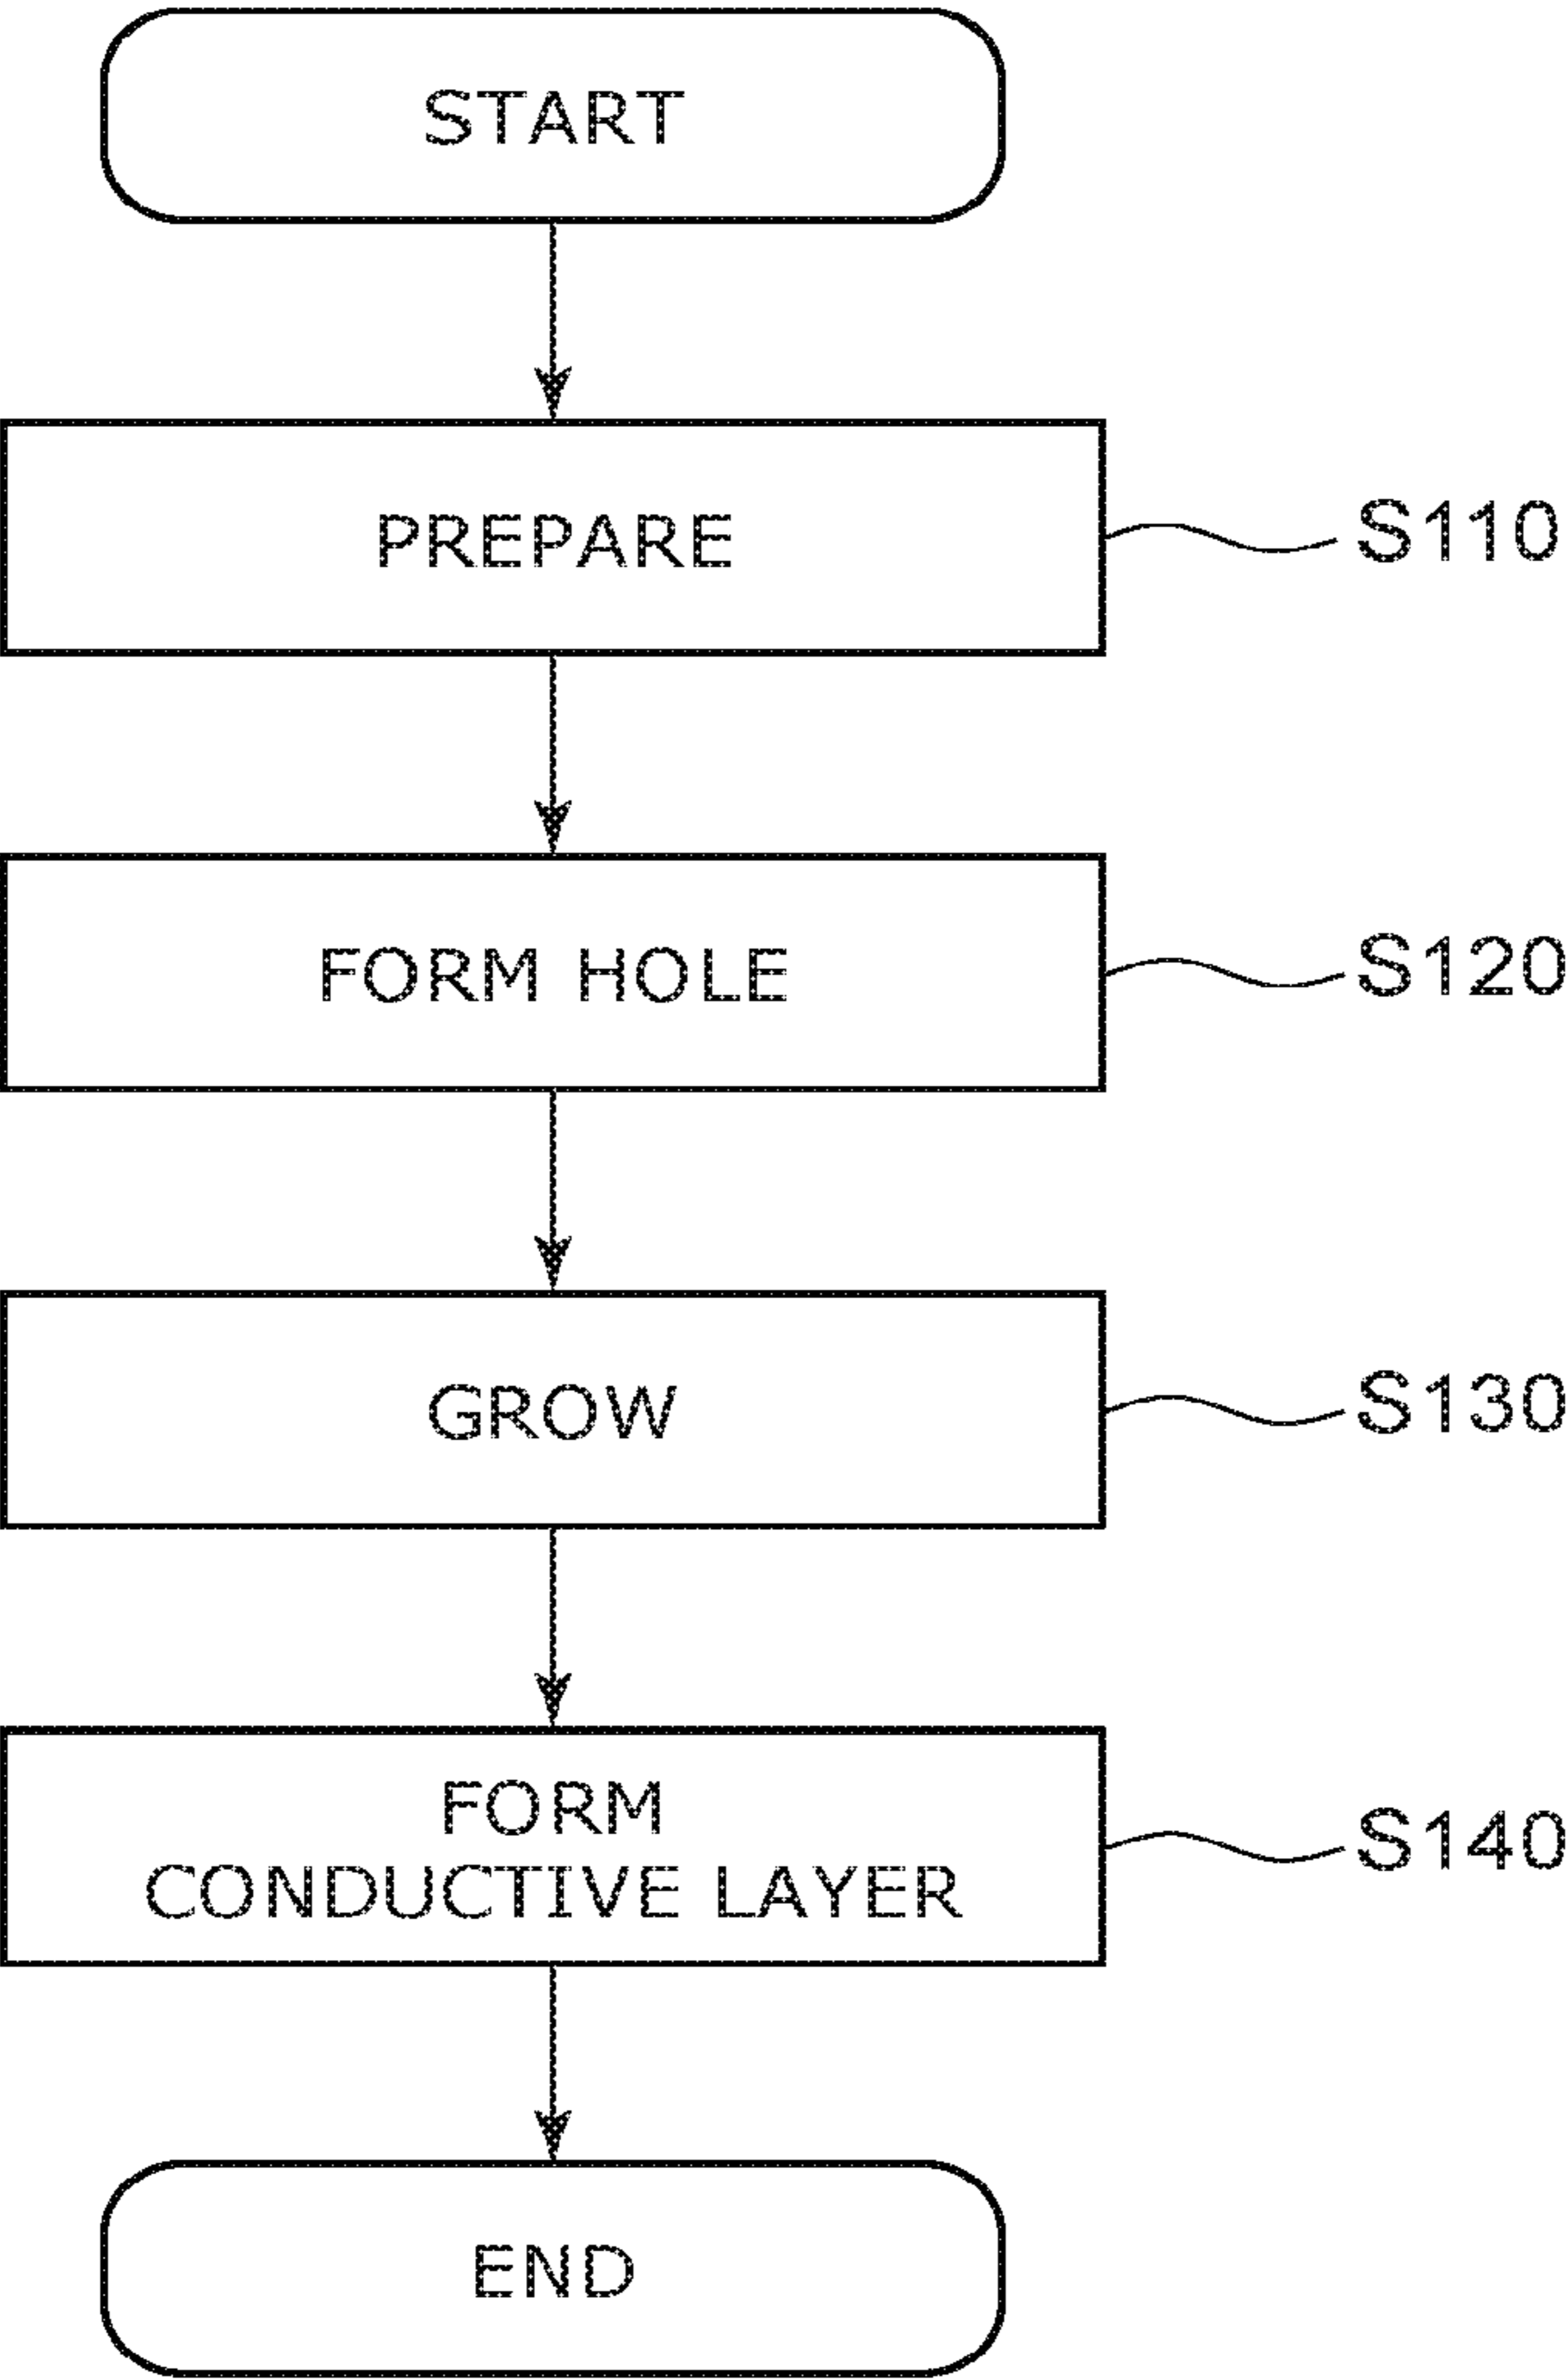 START
PREPARE
S110
FORM HOLE
S120
GROW
S130
FORM
CONDUCTIVE LAYER
S140
END